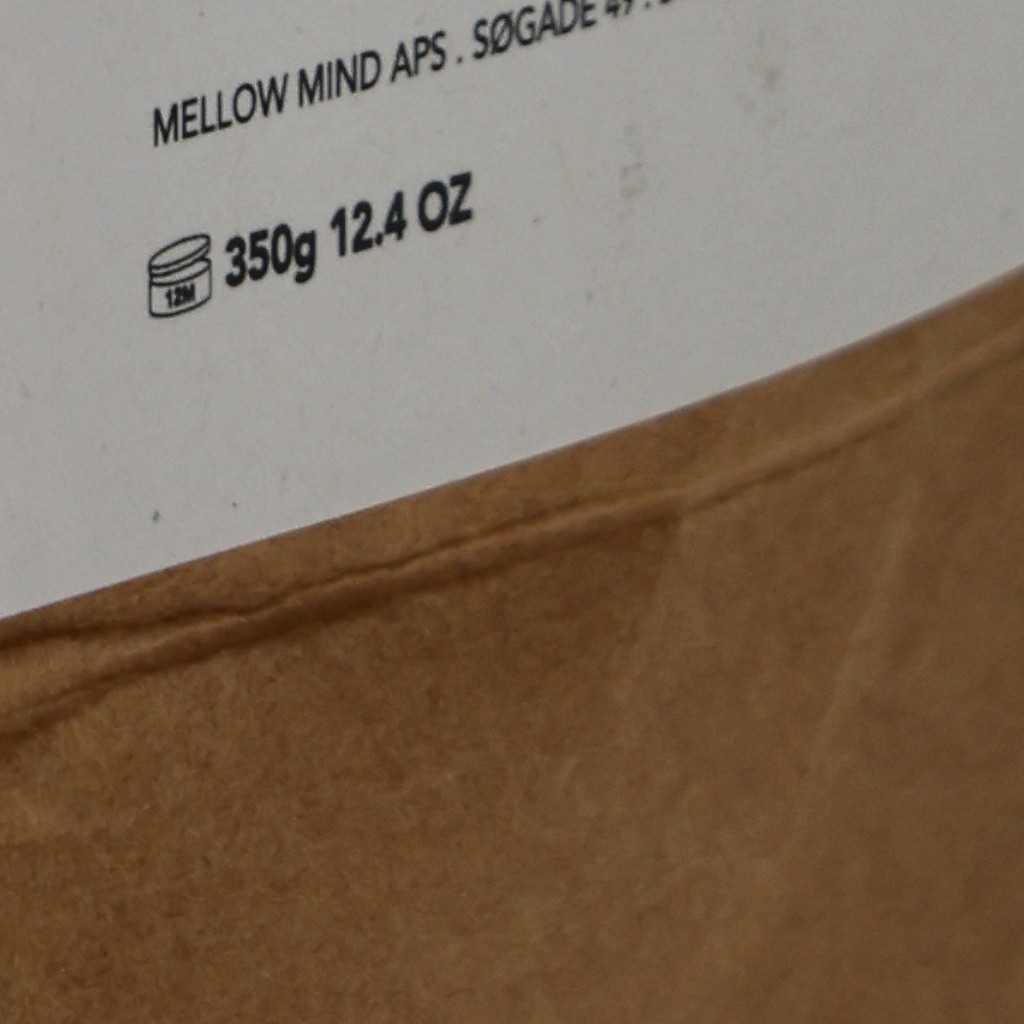 MELLOW MIND APS . SØGADE
12M 350g 12.4 OZ